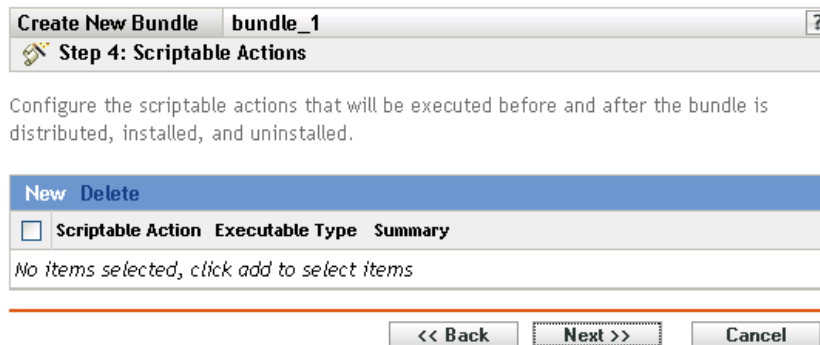 Create New Bundle bundle_1 ?
Step 4: Scriptable Actions
Configure the scriptable actions that will be executed before and after the bundle is
distributed, installed, and uninstalled.
New Delete
Scriptable Action Executable Type Summary
No items selected, click add to select items
<< Back Next >> Cancel